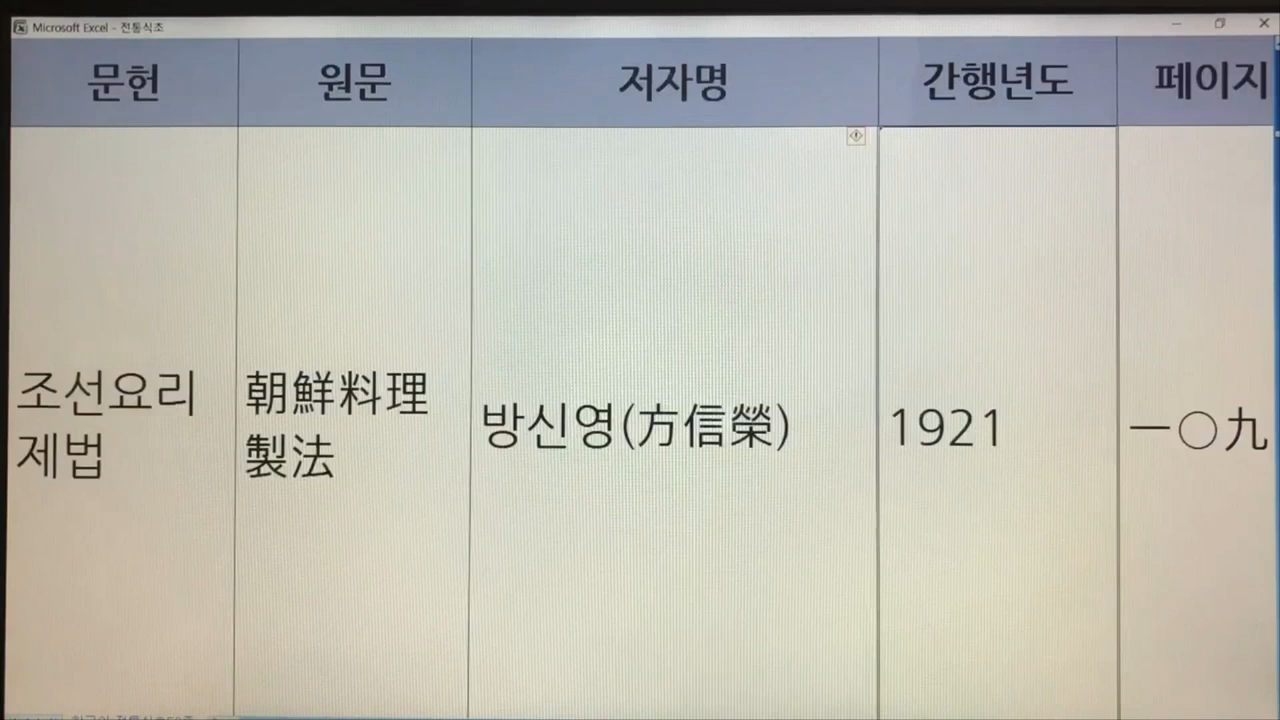 Microsoft Excel - 전통식초
문헌 원문 저자명 간행년도 페이지
조선요리 朝鮮料理
제법 製法
방신영(方信榮) 1921 一〇九